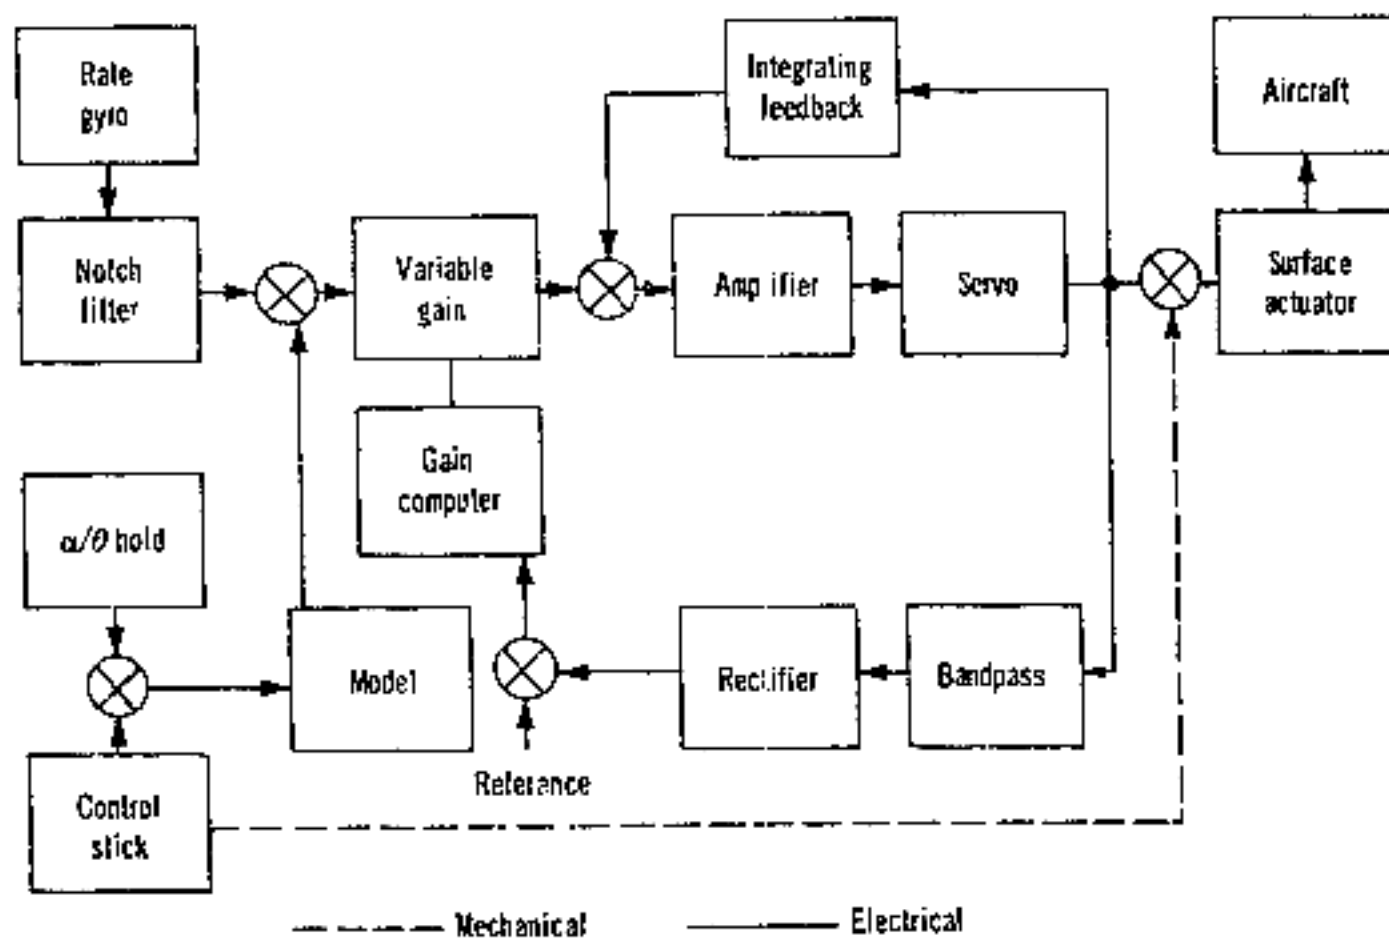 Rate
gyro
Integrating
feedback
Aircraft
Notch
filter
Variable
gain
Amplifier
Servo
Surface
actuator
Gain
computer
α/θ hold
Model
Rectifier
Bandpass
Reference
Control
stick
Mechanical
Electrical